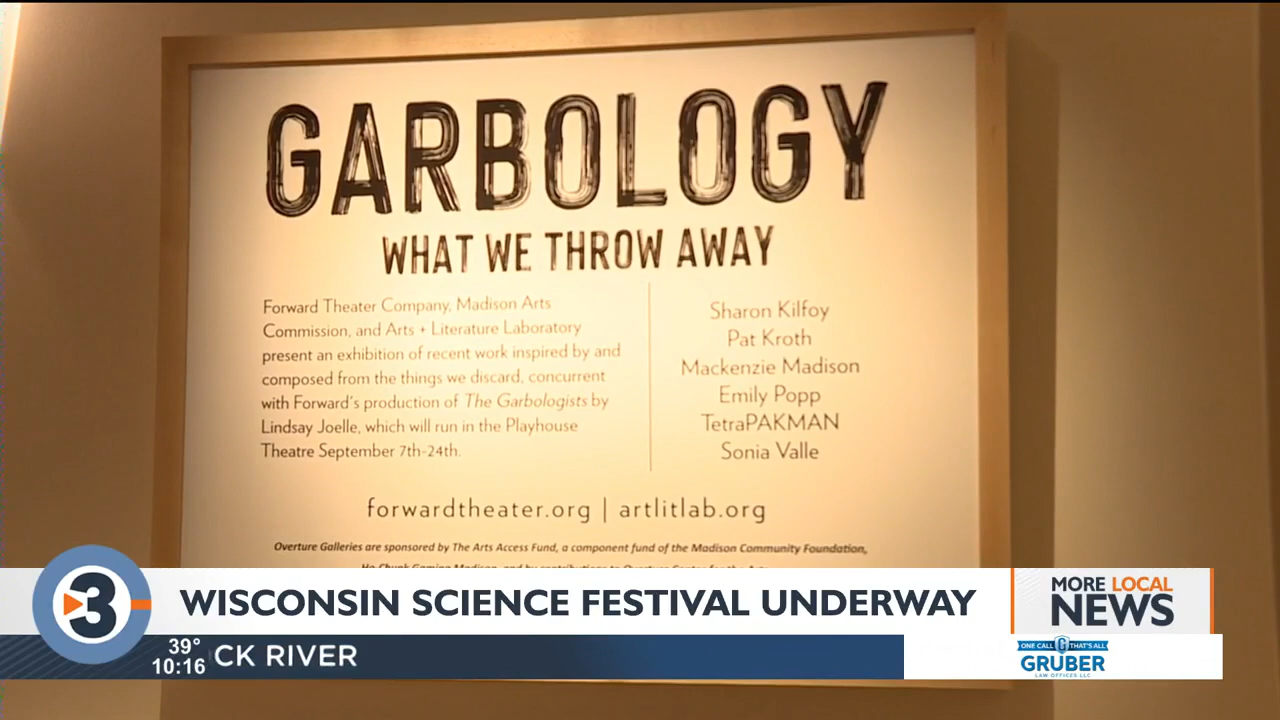 GARBOLOGY
WHAT WE THROW AWAY
Forward Theater Company, Madison Arts
Commission, and Arts + Literature Laboratory
present an exhibition of recent work inspired by and
composed from the things we discard, concurrent
with Forward's production of The Garbologists by
Lindsay Joelle, which will run in the Playhouse
Theatre September 7th-24th.
Sharon Kilfoy
Pat Kroth
Mackenzie Madison
Emily Popp
TetraPAKMAN
Sonia Valle
forwardtheater.org | artlitlab.org
Overture Galleries are sponsored by The Arts Access Fund, a component fund of the Madison Community Foundation,
3
WISCONSIN SCIENCE FESTIVAL UNDERWAY
MORE LOCAL
NEWS
39°
10:16
CK RIVER
ONE CALL G THAT'S ALL
GRUBER
LAW OFFICES LLC